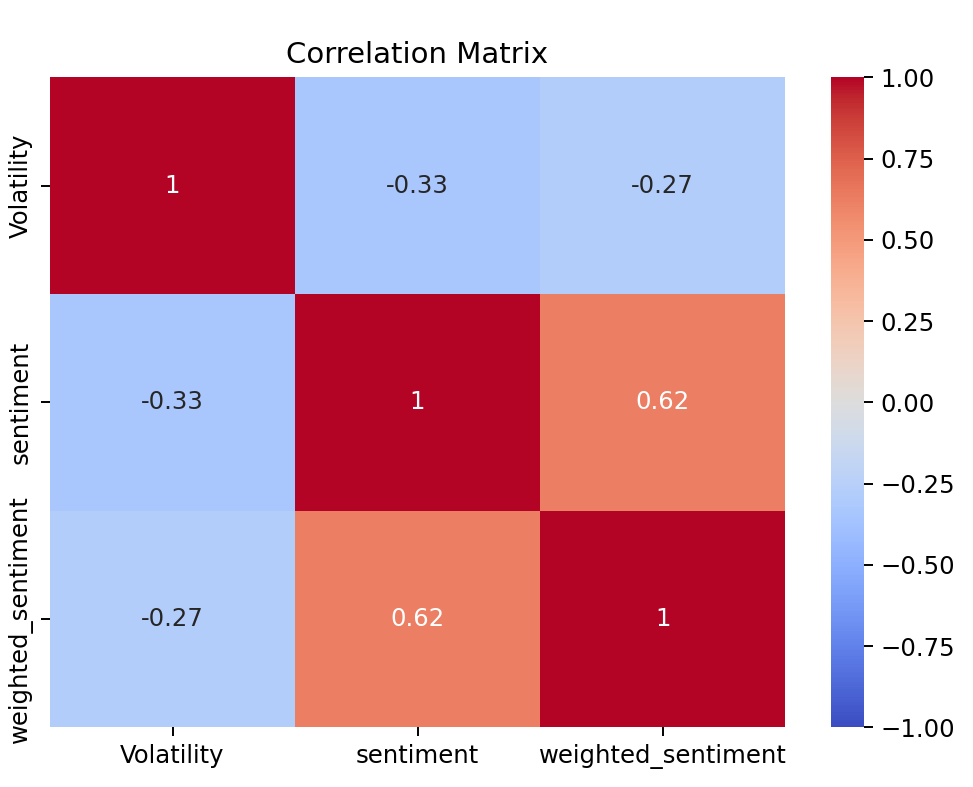 Correlation Matrix
Volatility
1
-0.33
-0.27
sentiment
-0.33
1
0.62
weighted_sentiment
-0.27
0.62
1
Volatility
sentiment
weighted_sentiment
1.00
0.75
0.50
0.25
0.00
−0.25
−0.50
−0.75
−1.00